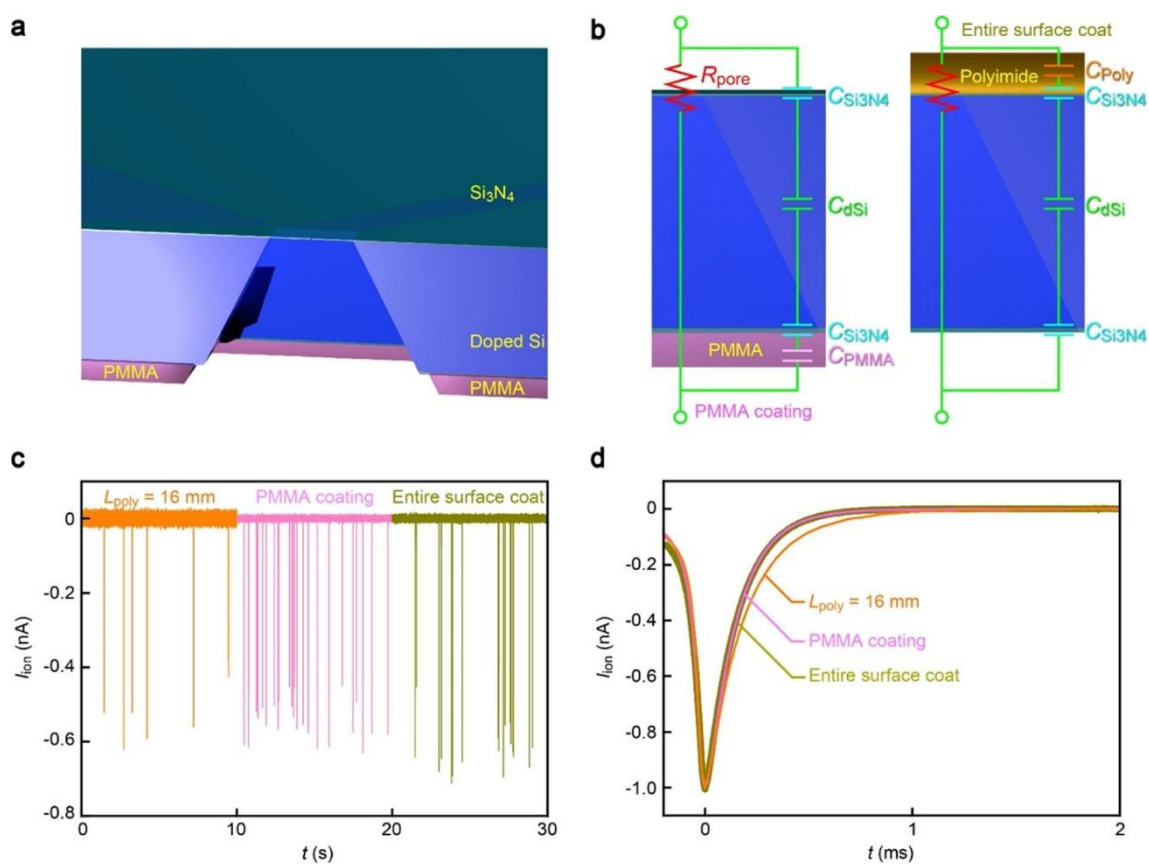 a
Si3N4
Doped Si
PMMA
PMMA
b
Entire surface coat
Rpore
Polyimide
CPoly
CSi3N4
CSi3N4
CdSi
CdSi
CSi3N4
CSi3N4
PMMA
CPMMA
PMMA coating
c
Lpoly = 16 mm
PMMA coating
Entire surface coat
0
-0.2
-0.4
-0.6
-0.8
Iion (nA)
0
10
20
30
t (s)
d
0
-0.2
-0.4
-0.6
-0.8
-1.0
Iion (nA)
Lpoly = 16 mm
PMMA coating
Entire surface coat
0
1
2
t (ms)